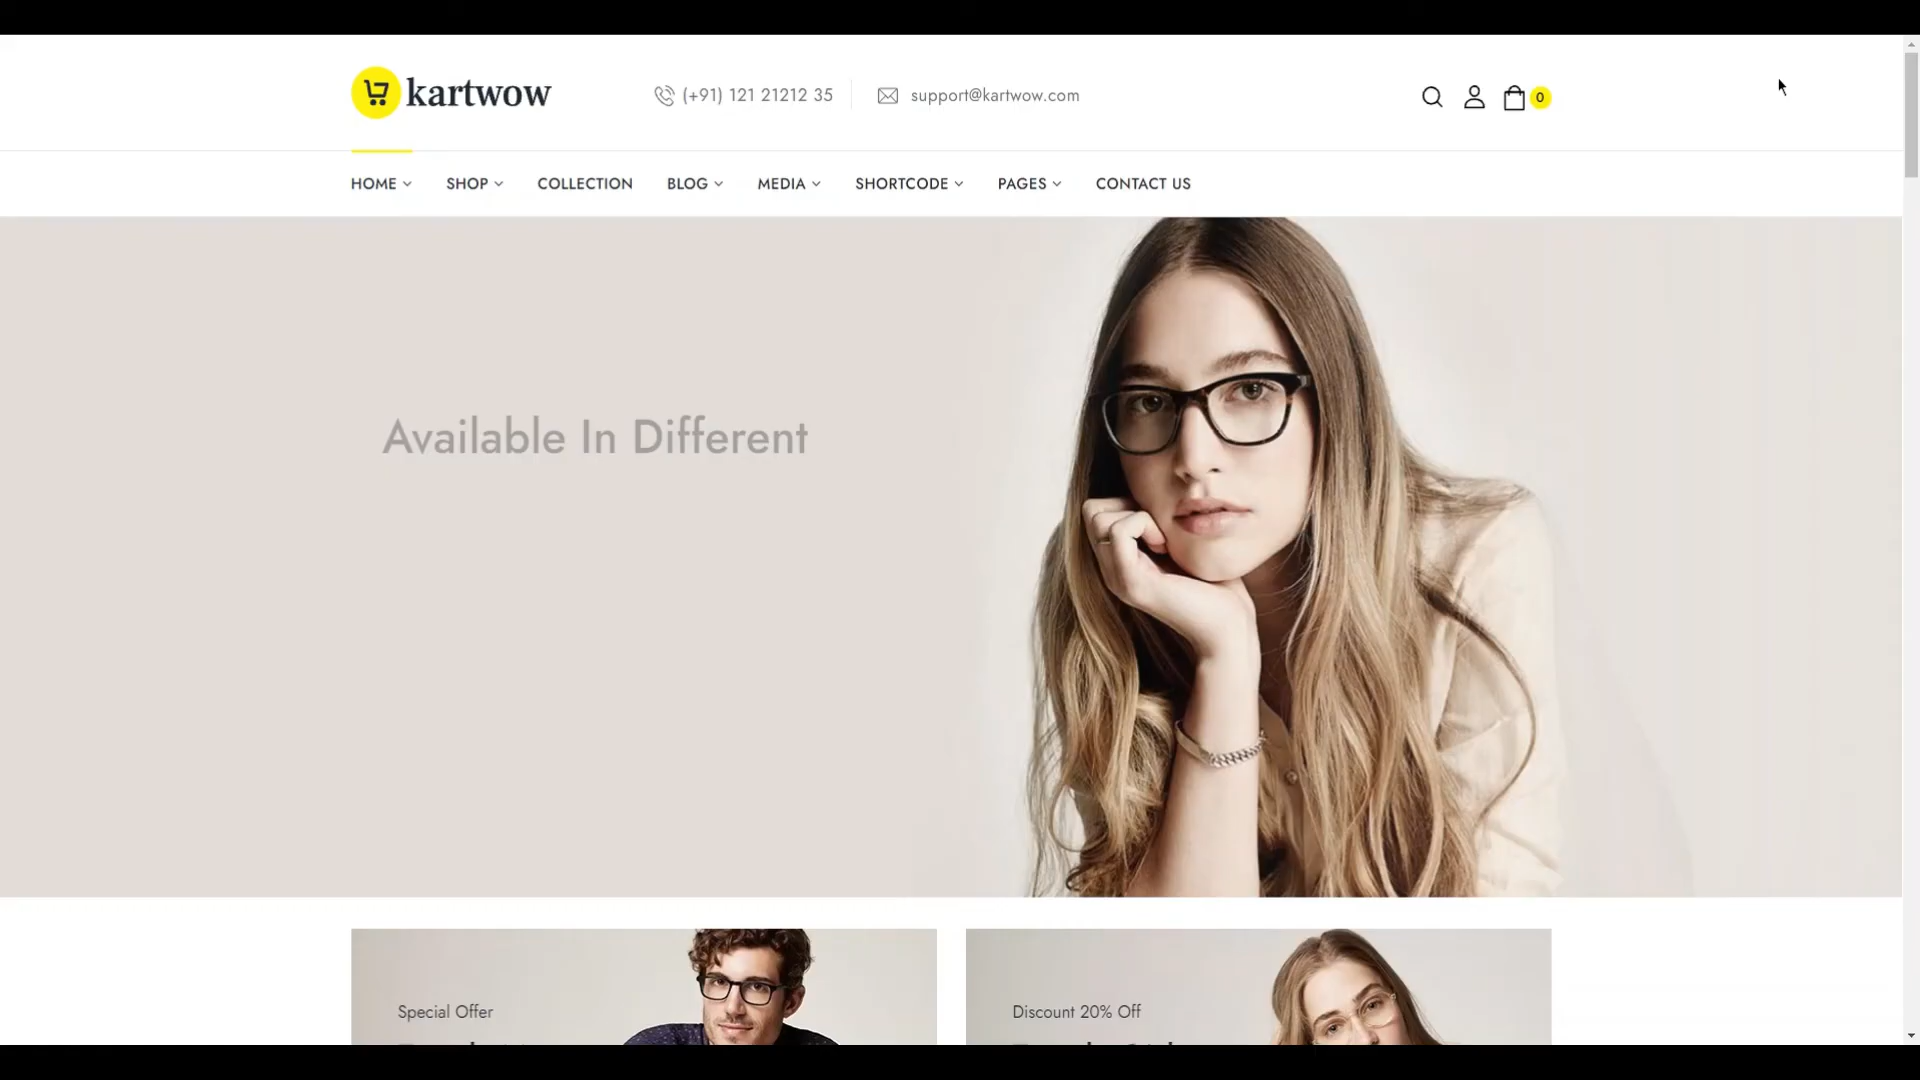 kartwow
(+91) 121 21212 35
support@kartwow.com
0
HOME
SHOP
COLLECTION
BLOG
MEDIA
SHORTCODE
PAGES
CONTACT US
Available In Different
Special Offer
Discount 20% Off